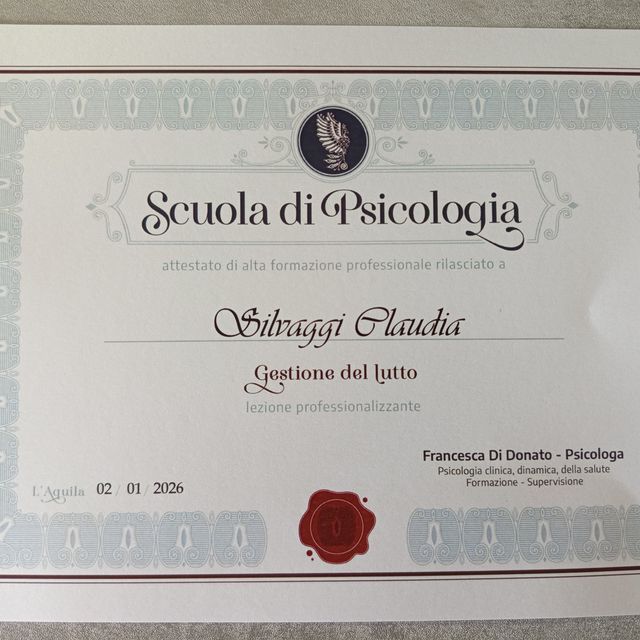 Scuola di Psicologia
attestato di alta formazione professionale rilasciato a
Silvaggi Claudia
Gestione del lutto
lezione professionalizzante
Francesca Di Donato - Psicologa
Psicologia clinica, dinamica, della salute
Formazione - Supervisione
L'Aquila 02 / 01 / 2026